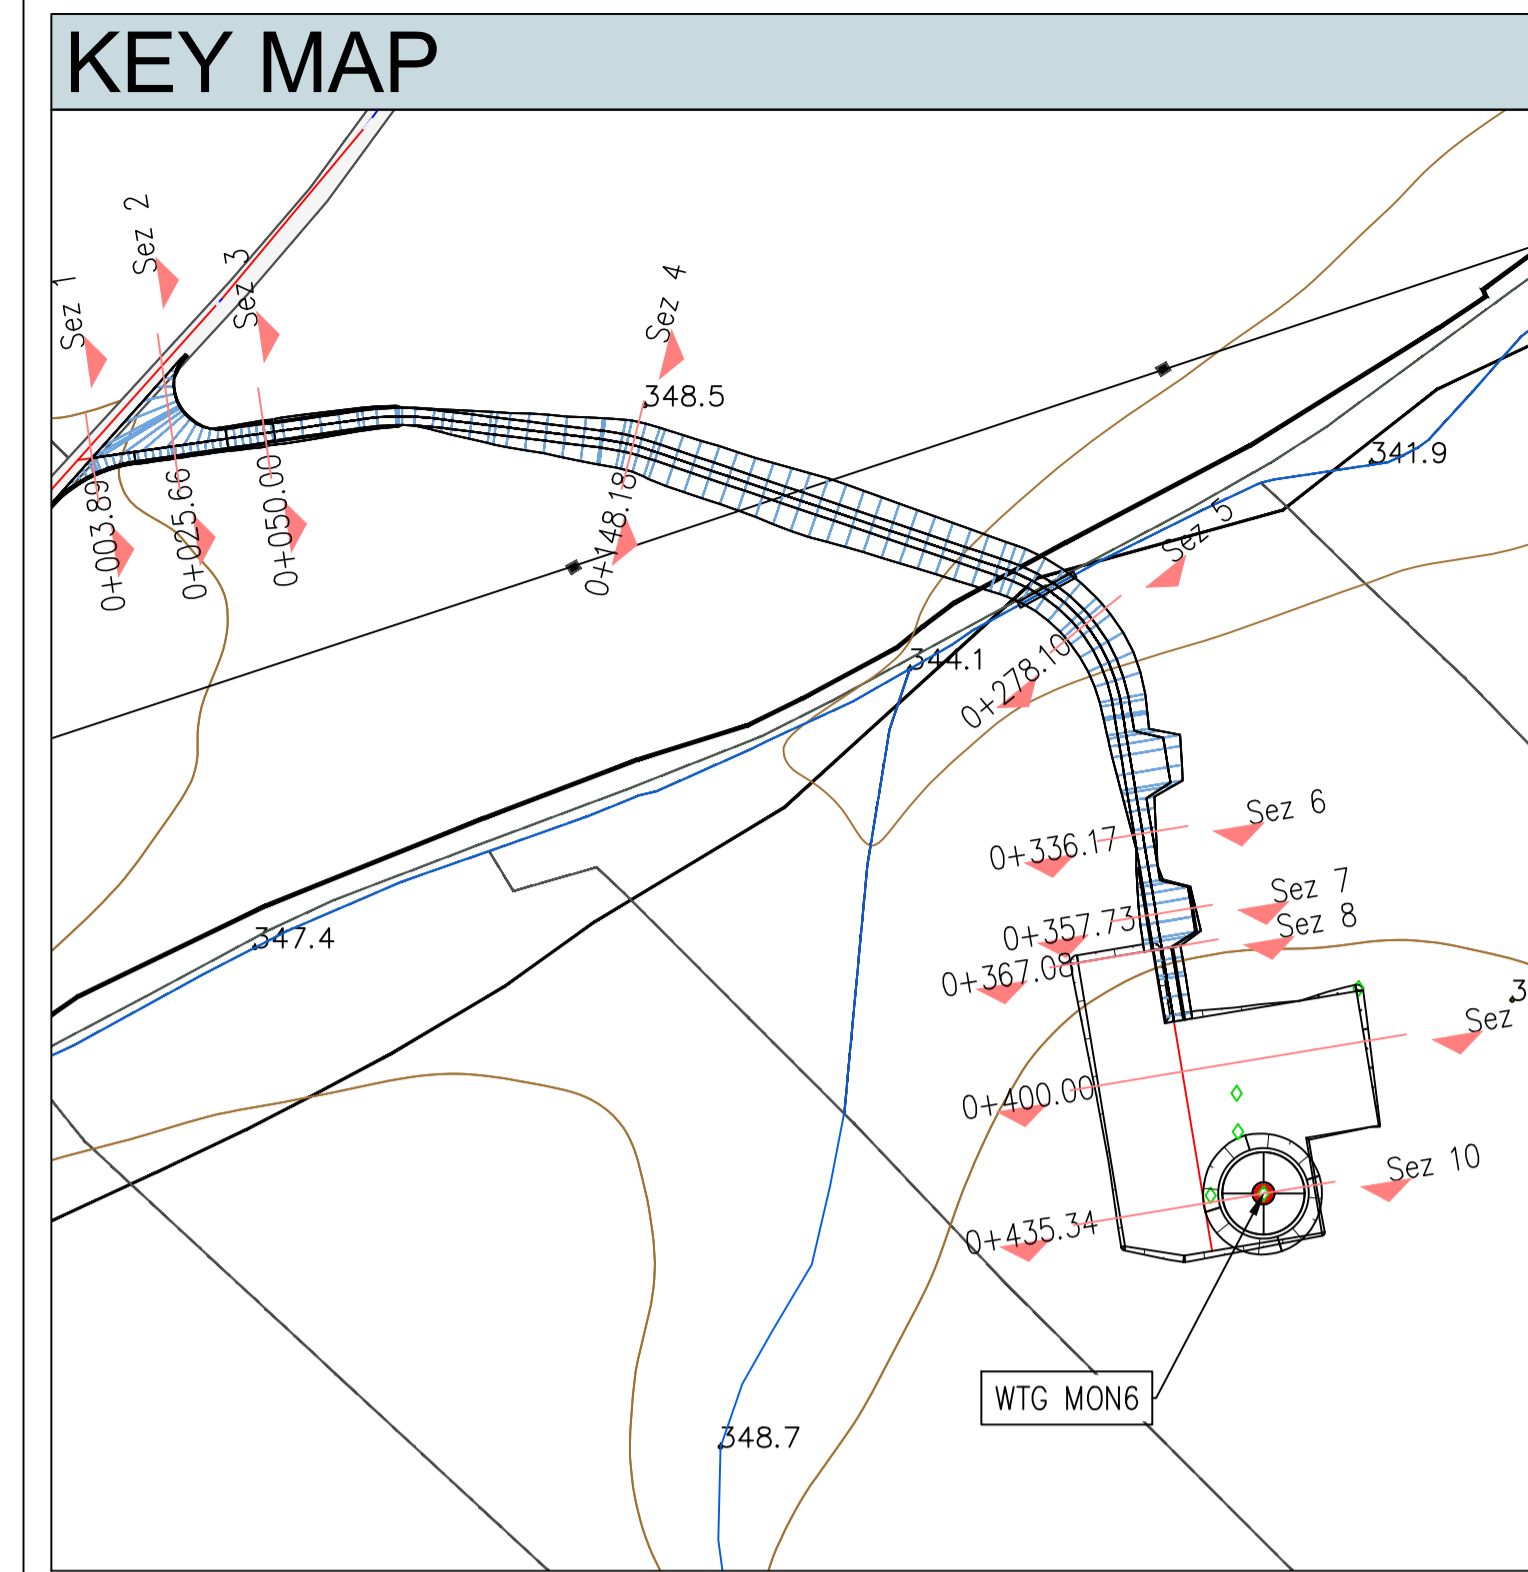 KEY MAP
Sez 1
Sez 2
Sez 3
Sez 4
348.5
341.9
Sez 5
0+003.89
0+025.66
0+050.00
0+148.18
344.1
0+278.10
Sez 6
0+336.17
Sez 7
0+357.73
Sez 8
347.4
0+367.08
3
Sez
0+400.00
Sez 10
0+435.34
WTG MON6
348.7